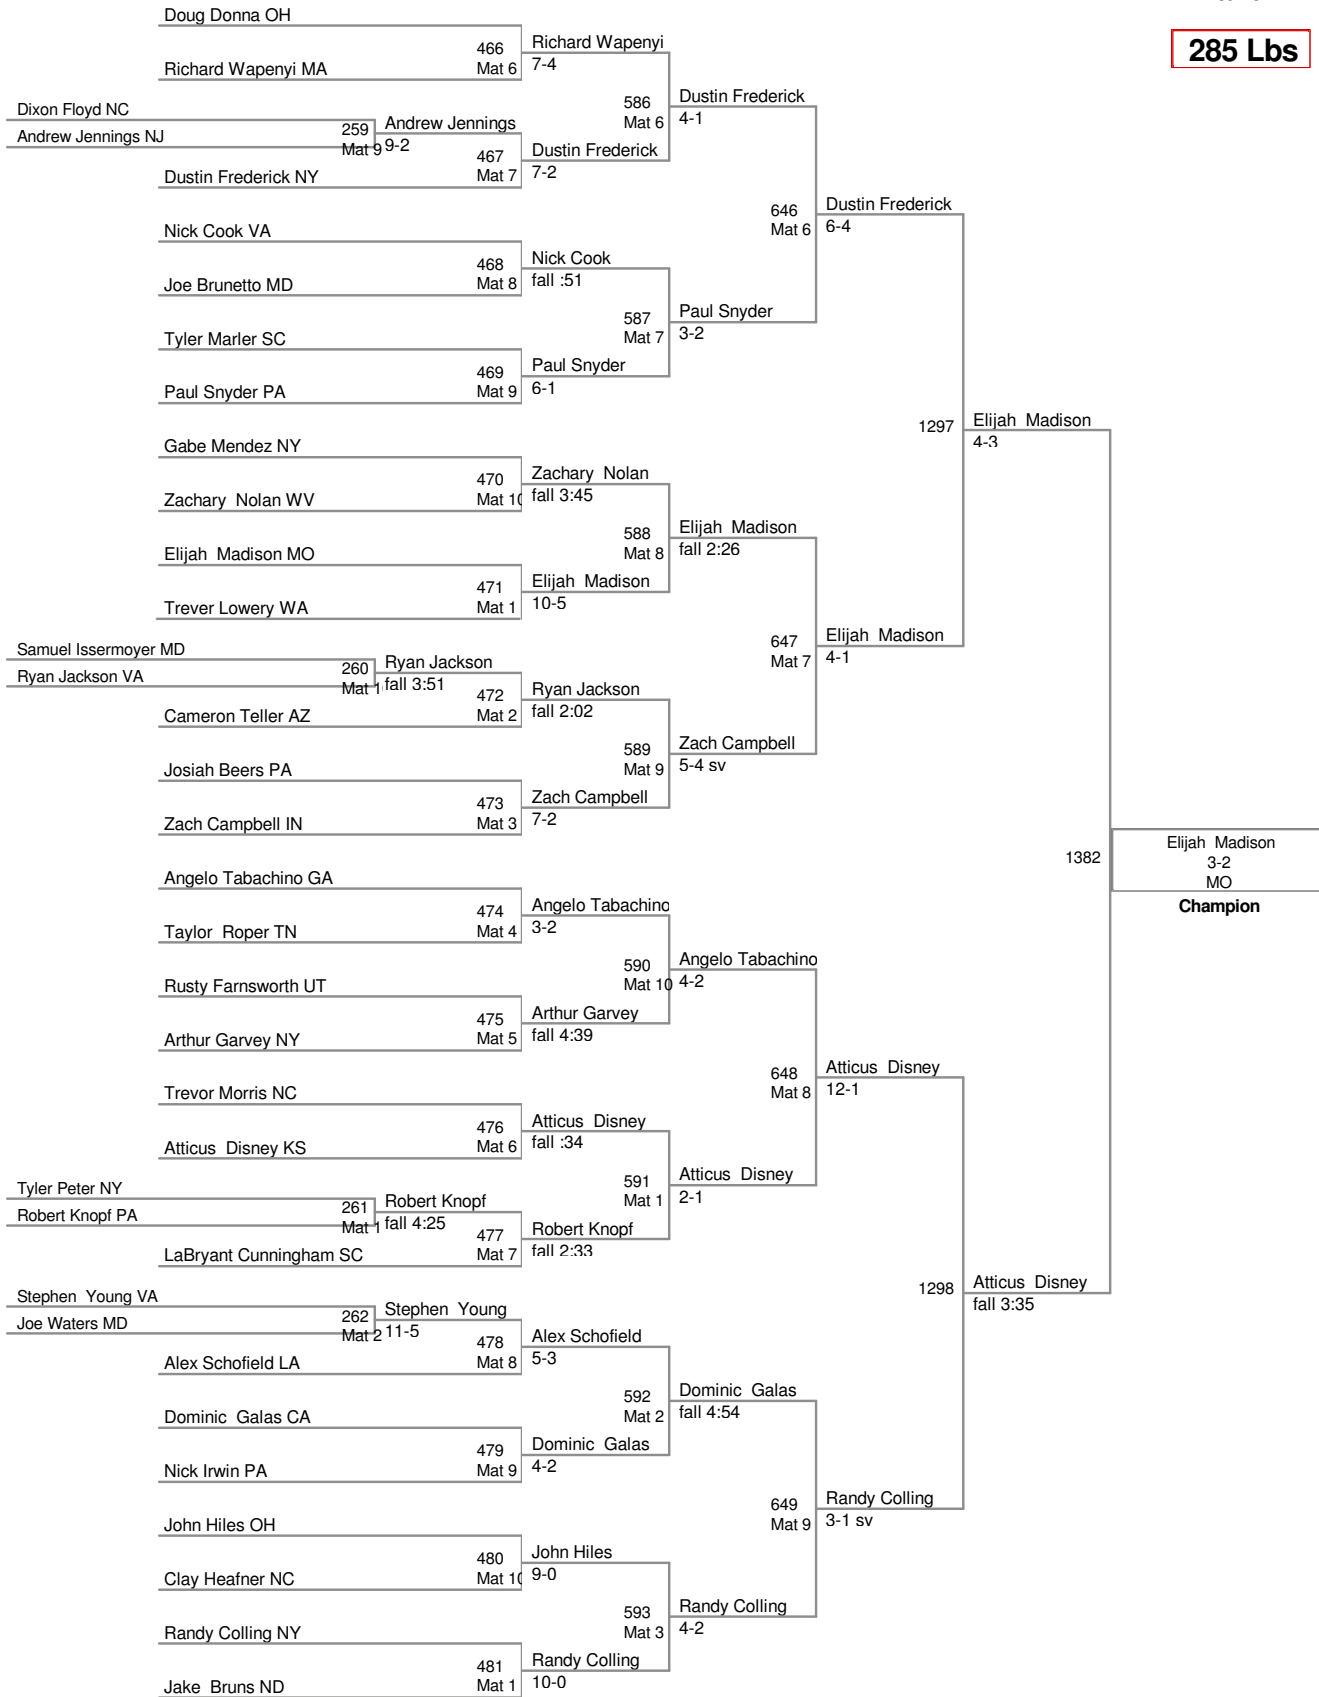 285 Lbs
Doug Donna OH
466
Mat 6
Richard Wapenyi
7-4
Richard Wapenyi MA
586
Mat 6
Dustin Frederick
4-1
Dixon Floyd NC
259
Mat 9
Andrew Jennings
9-2
Andrew Jennings NJ
467
Mat 7
Dustin Frederick
7-2
Dustin Frederick NY
646
Mat 6
Dustin Frederick
6-4
Nick Cook VA
468
Mat 8
Nick Cook
fall :51
Joe Brunetto MD
587
Mat 7
Paul Snyder
3-2
Tyler Marler SC
469
Mat 9
Paul Snyder
6-1
Paul Snyder PA
1297
Elijah Madison
4-3
Gabe Mendez NY
470
Mat 10
Zachary Nolan
fall 3:45
Zachary Nolan WV
588
Mat 8
Elijah Madison
fall 2:26
Elijah Madison MO
471
Mat 1
Elijah Madison
10-5
Trever Lowery WA
647
Mat 7
Elijah Madison
4-1
Samuel Issermoyer MD
260
Mat 1
Ryan Jackson
fall 3:51
Ryan Jackson VA
472
Mat 2
Ryan Jackson
fall 2:02
Cameron Teller AZ
589
Mat 9
Zach Campbell
5-4 sv
Josiah Beers PA
473
Mat 3
Zach Campbell
7-2
Zach Campbell IN
1382
Elijah Madison
3-2
MO
Champion
Angelo Tabachino GA
474
Mat 4
Angelo Tabachino
3-2
Taylor Roper TN
590
Mat 10
Angelo Tabachino
4-2
Rusty Farnsworth UT
475
Mat 5
Arthur Garvey
fall 4:39
Arthur Garvey NY
648
Mat 8
Atticus Disney
12-1
Trevor Morris NC
476
Mat 6
Atticus Disney
fall :34
Atticus Disney KS
591
Mat 1
Atticus Disney
2-1
Tyler Peter NY
261
Mat 1
Robert Knopf
fall 4:25
Robert Knopf PA
477
Mat 7
Robert Knopf
fall 2:33
LaBryant Cunningham SC
1298
Atticus Disney
fall 3:35
Stephen Young VA
262
Mat 2
Stephen Young
11-5
Joe Waters MD
478
Mat 8
Alex Schofield
5-3
Alex Schofield LA
592
Mat 2
Dominic Galas
fall 4:54
Dominic Galas CA
479
Mat 9
Dominic Galas
4-2
Nick Irwin PA
649
Mat 9
Randy Colling
3-1 sv
John Hiles OH
480
Mat 10
John Hiles
9-0
Clay Heafner NC
593
Mat 3
Randy Colling
4-2
Randy Colling NY
481
Mat 1
Randy Colling
10-0
Jake Bruns ND